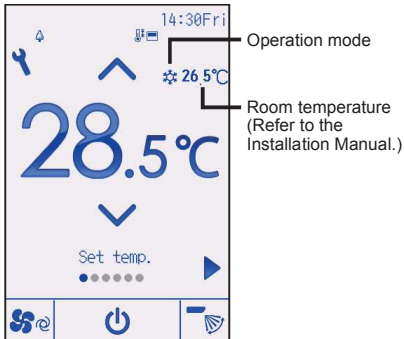 14:30Fri
Operation mode
26.5℃
Room temperature
(Refer to the
Installation Manual.)
28.5℃
Set temp.